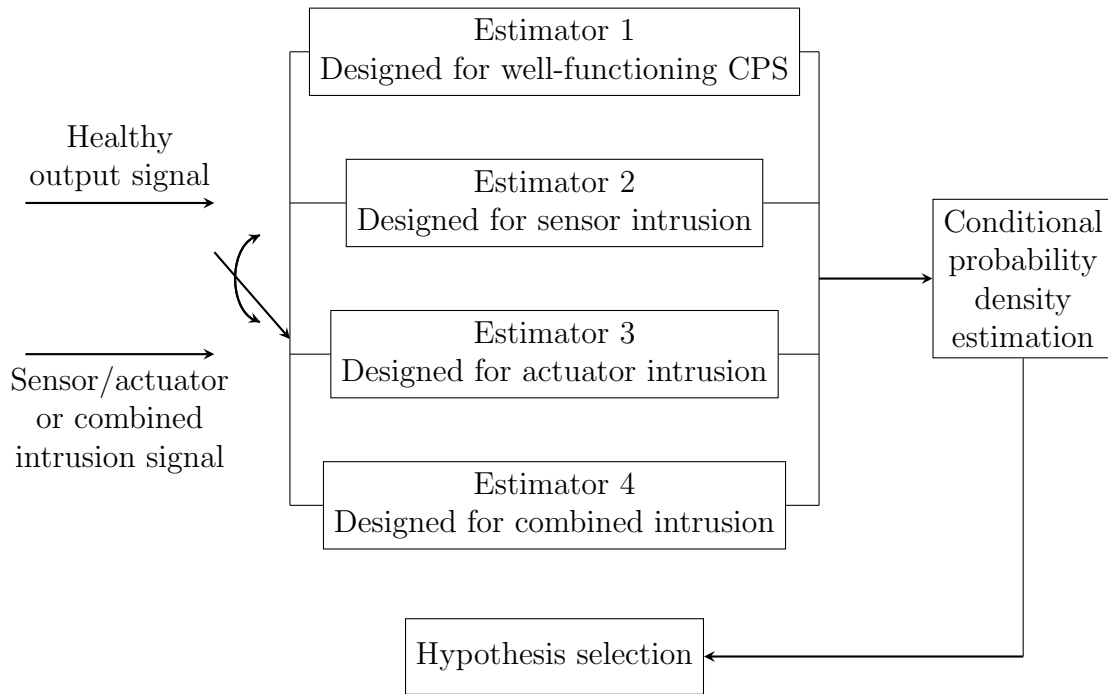 Estimator 1
Designed for well-functioning CPS
Healthy
output signal
Estimator 2
Designed for sensor intrusion
Conditional
probability
density
estimation
Estimator 3
Designed for actuator intrusion
Sensor/actuator
or combined
intrusion signal
Estimator 4
Designed for combined intrusion
Hypothesis selection